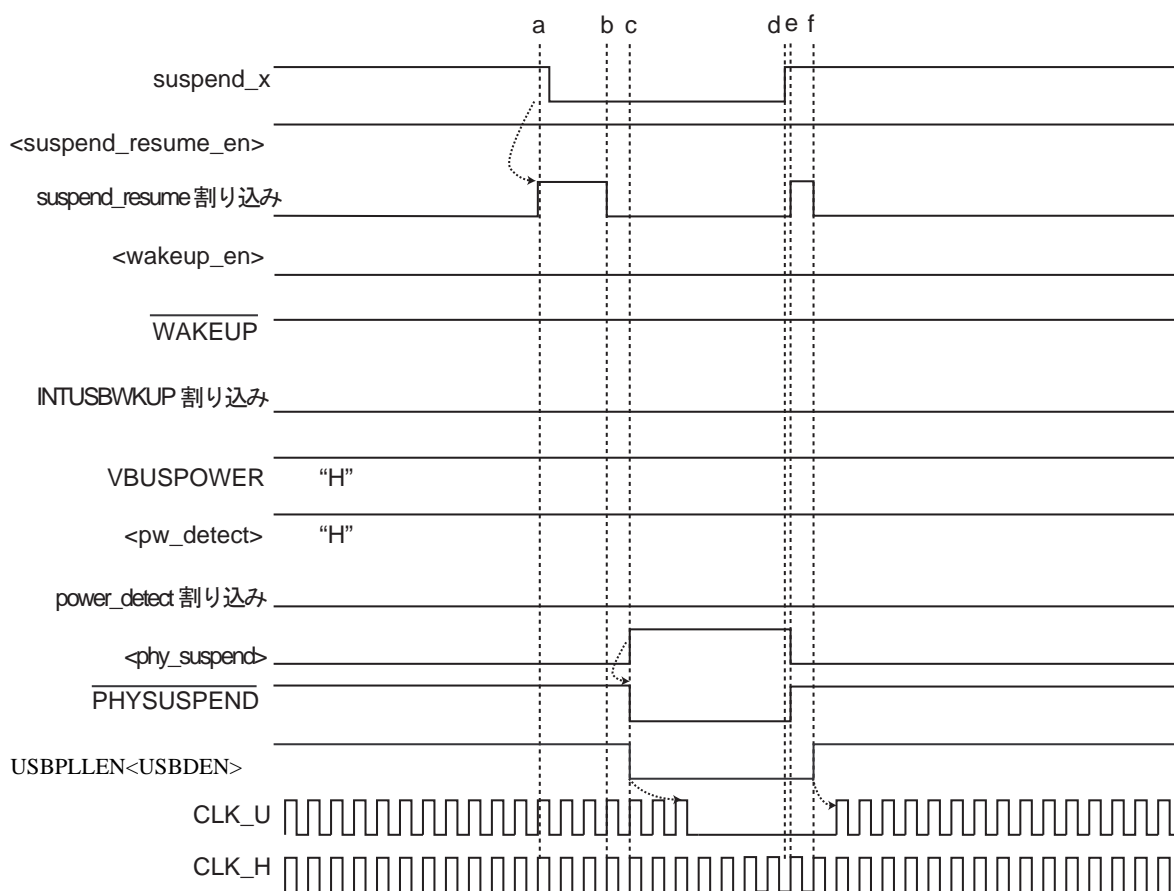 a b c d e f
suspend_x
<suspend_resume_en>
suspend_resume 割り込み
<wakeup_en>
WAKEUP
INTUSBWKUP 割り込み
VBUSPOWER “H”
<pw_detect> “H”
power_detect 割り込み
<phy_suspend>
PHYSUSPEND
USBPLLEN<USBDEN>
CLK_U
CLK_H